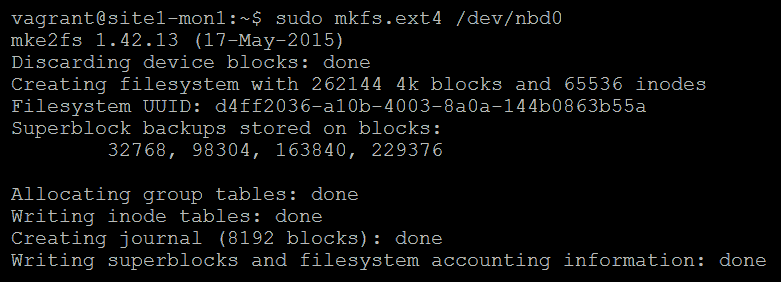 vagrant@site1-mon1:~$ sudo mkfs.ext4 /dev/nbd0
mke2fs 1.42.13 (17-May-2015)
Discarding device blocks: done
Creating filesystem with 262144 4k blocks and 65536 inodes
Filesystem UUID: d4ff2036-a10b-4003-8a0a-144b0863b55a
Superblock backups stored on blocks:
        32768, 98304, 163840, 229376

Allocating group tables: done
Writing inode tables: done
Creating journal (8192 blocks): done
Writing superblocks and filesystem accounting information: done